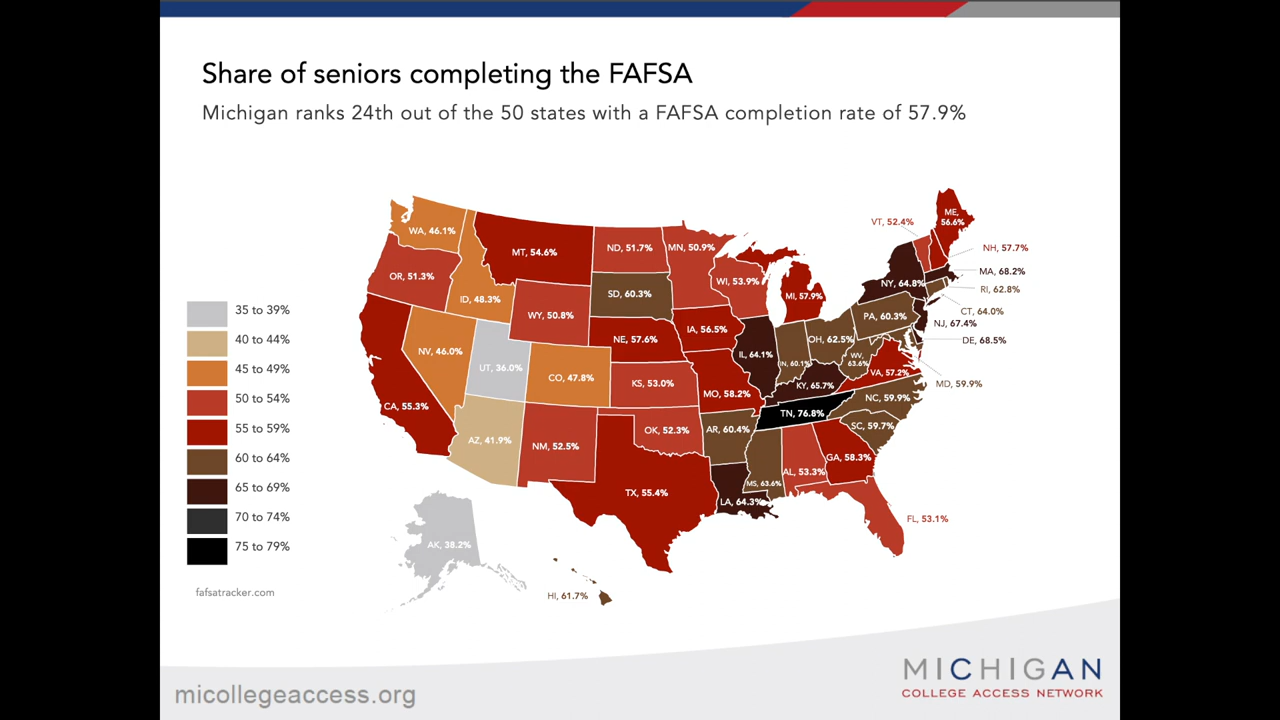 Share of seniors completing the FAFSA
Michigan ranks 24th out of the 50 states with a FAFSA completion rate of 57.9%
WA, 46.1%
OR, 51.3%
ID, 48.3%
MT, 54.6%
ND, 51.7%
MN, 50.9%
WI, 53.9%
MI, 57.9%
SD, 60.3%
WY, 50.8%
NE, 57.6%
IA, 56.5%
NV, 46.0%
UT, 36.0%
CO, 47.8%
KS, 53.0%
MO, 58.2%
IL, 64.1%
IN, 60.1%
OH, 62.5%
PA, 60.3%
NY, 64.8%
VT, 52.4%
ME,
56.6%
NH, 57.7%
MA, 68.2%
RI, 62.8%
CT, 64.0%
NJ, 67.4%
DE, 68.5%
MD, 59.9%
WV,
63.6%
VA, 57.2%
KY, 65.7%
TN, 76.8%
NC, 59.9%
SC, 59.7%
CA, 55.3%
AZ, 41.9%
NM, 52.5%
OK, 52.3%
AR, 60.4%
TX, 55.4%
LA, 64.3%
MS, 63.6%
AL, 53.3%
GA, 58.3%
FL, 53.1%
AK, 38.2%
HI, 61.7%
35 to 39%
40 to 44%
45 to 49%
50 to 54%
55 to 59%
60 to 64%
65 to 69%
70 to 74%
75 to 79%
fafsatracker.com
micollegeaccess.org
MICHIGAN
COLLEGE ACCESS NETWORK